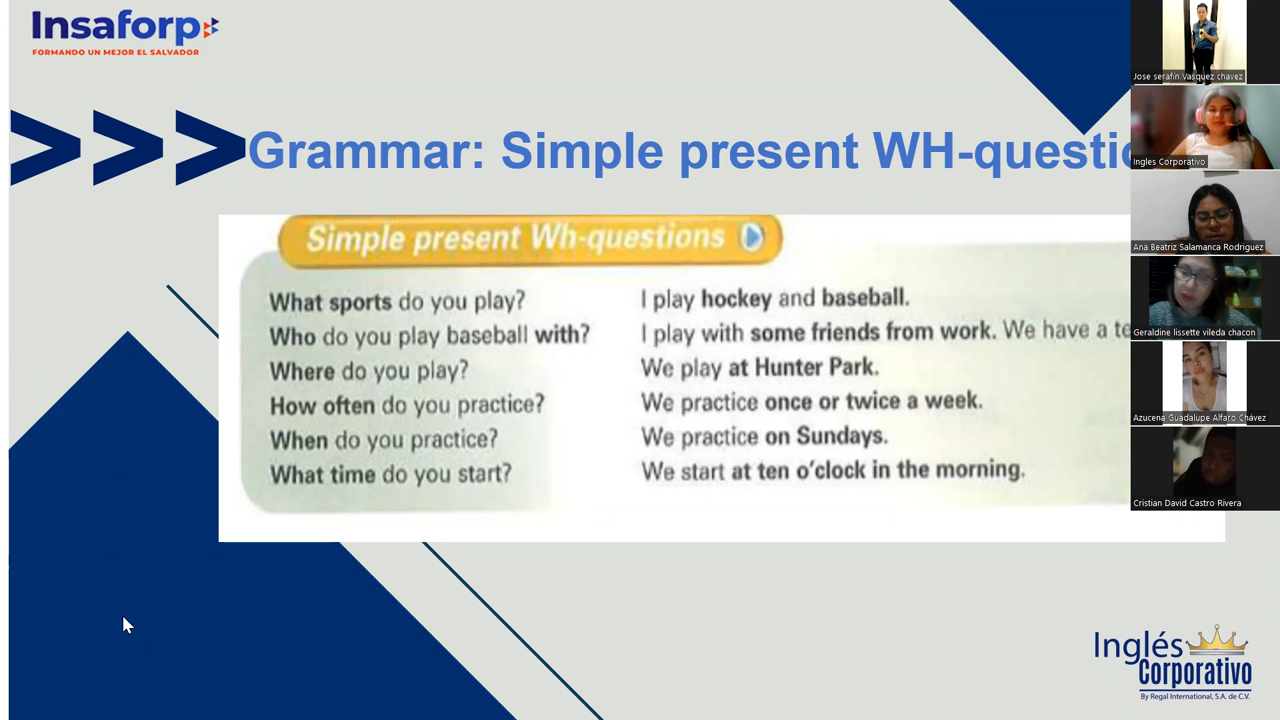 Insaforp
FORMANDO UN MEJOR EL SALVADOR
>>>Grammar: Simple present WH-questio
Simple present Wh-questions
What sports do you play? I play hockey and baseball.
Who do you play baseball with? I play with some friends from work. We have a te
Where do you play? We play at Hunter Park.
How often do you practice? We practice once or twice a week.
When do you practice? We practice on Sundays.
What time do you start? We start at ten o'clock in the morning.
Jose serafín Vasquez chavez
Ingles Corporativo
Ana Beatriz Salamanca Rodriguez
Geraldine lissette vileda chacon
Azucena Guadalupe Alfaro Chávez
Cristian David Castro Rivera
Inglés
Corporativo
By Regal International, S.A. de C.V.